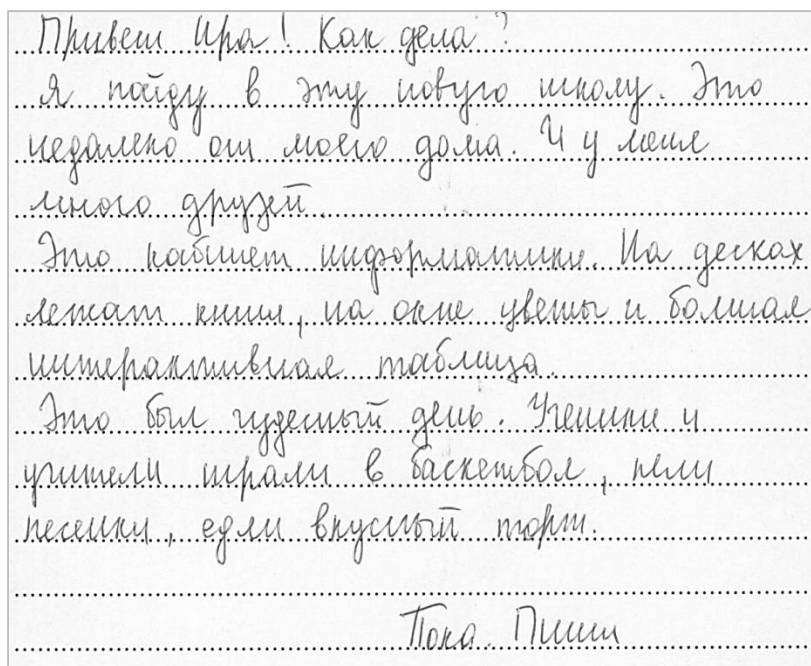 Привет Ира! Как дела?
Я пойду в эту новую школу. Это
недалеко от моего дома. И у меня
много друзей.
Это кабинет информатики. На десках
лежат книги, на окне цветы и болшая
интерактивная таблица.
Это был чудесный день. Ученики и
учители играли в баскетбол, пели
песенки, едли вкусный торт.
Пока. Пиши